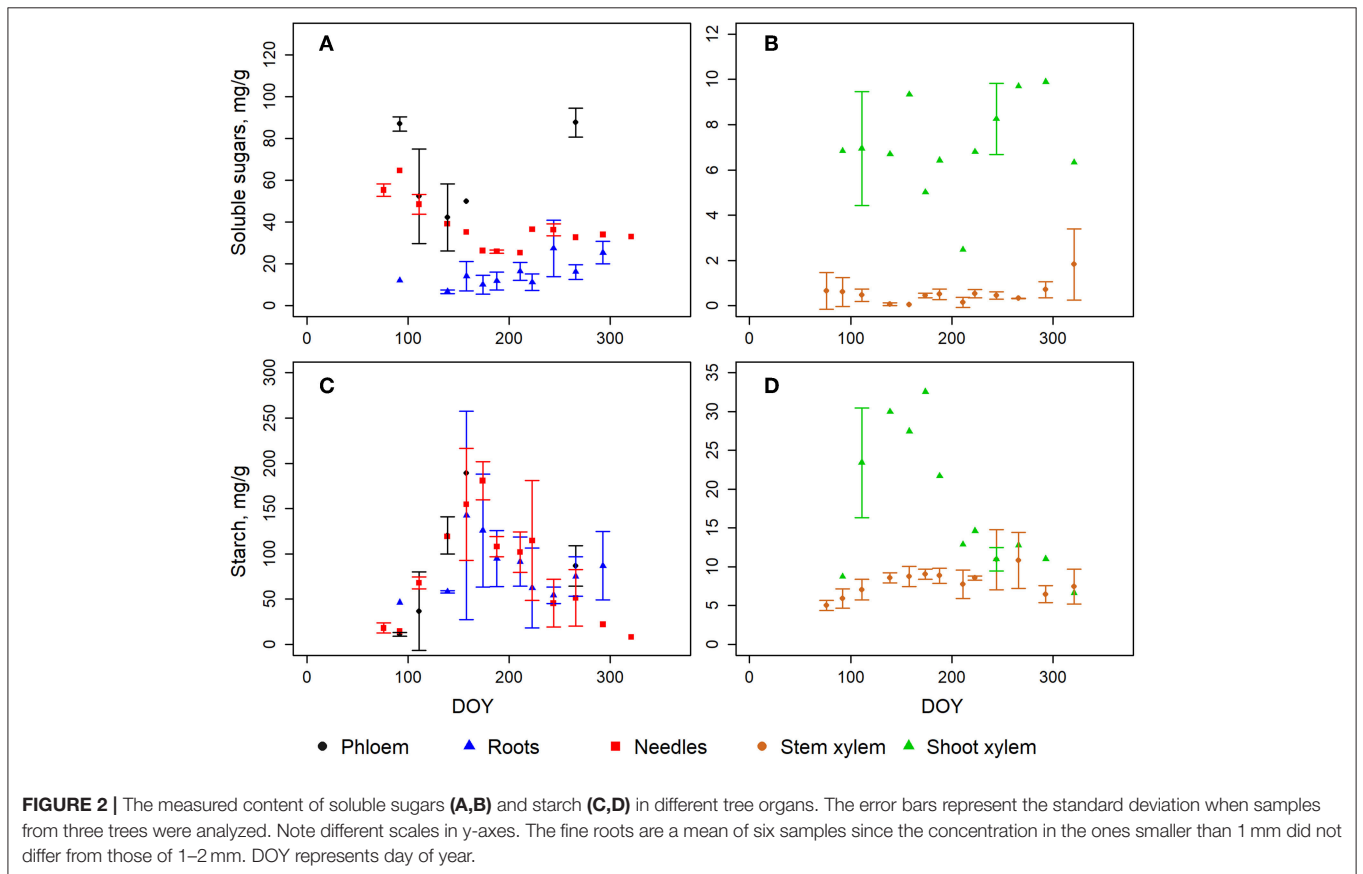 A
B
Soluble sugars, mg/g
0 20 40 60 80 100 120
0 2 4 6 8 10 12
0 100 200 300
0 100 200 300
C
D
Starch, mg/g
0 50 100 150 200 250 300
0 5 10 15 20 25 30 35
0 100 200 300
0 100 200 300
DOY
DOY
Phloem Roots Needles Stem xylem Shoot xylem
FIGURE 2 | The measured content of soluble sugars (A,B) and starch (C,D) in different tree organs. The error bars represent the standard deviation when samples
from three trees were analyzed. Note different scales in y-axes. The fine roots are a mean of six samples since the concentration in the ones smaller than 1 mm did not
differ from those of 1–2 mm. DOY represents day of year.